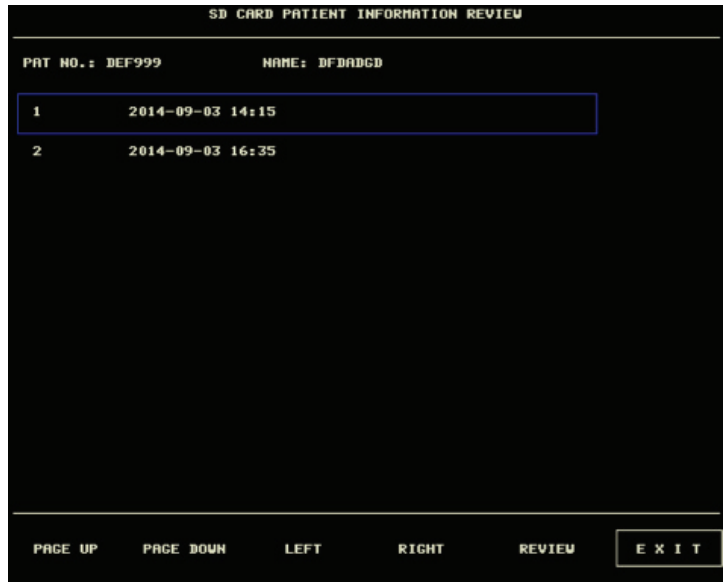 SD CARD PATIENT INFORMATION REVIEW
PAT NO.: DEF999 NAME: DFDADGD
1 2014-09-03 14:15
2 2014-09-03 16:35
PAGE UP PAGE DOWN LEFT RIGHT REVIEW E X I T